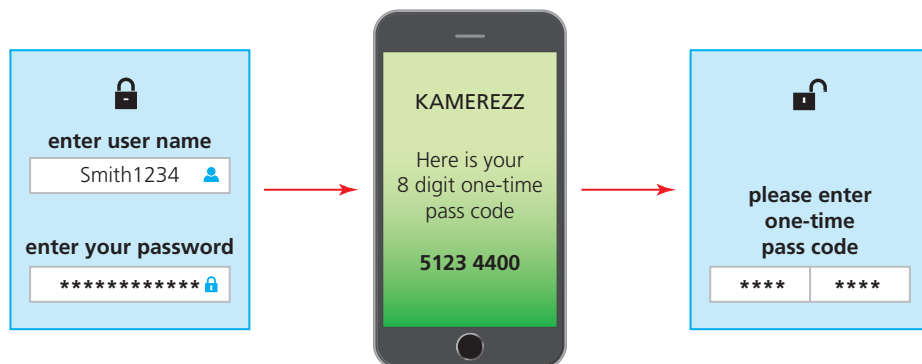 enter user name
Smith1234
enter your password
************
KAMEREZZ
Here is your
8 digit one-time
pass code
5123 4400
please enter
one-time
pass code
**** ****